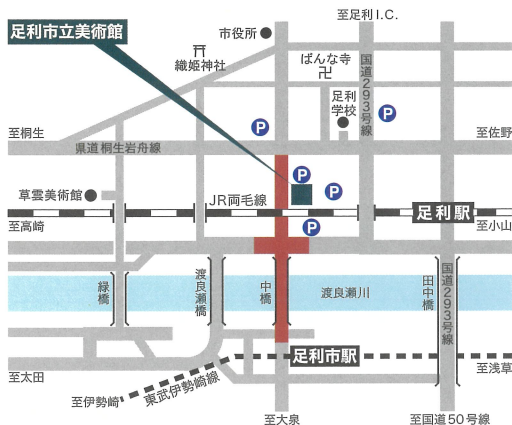 至足利I.C.
足利市立美術館
市役所
織姫神社
ばんな寺
国道293号線
足利
学校
P
P
至桐生
至佐野
県道桐生岩舟線
P
P
草雲美術館
JR両毛線
足利駅
至高崎
至小山
P
緑橋
渡良瀬橋
中橋
渡良瀬川
田中橋
国道293号線
足利市駅
至太田
至浅草
東武伊勢崎線
至伊勢崎
至大泉
至国道50号線